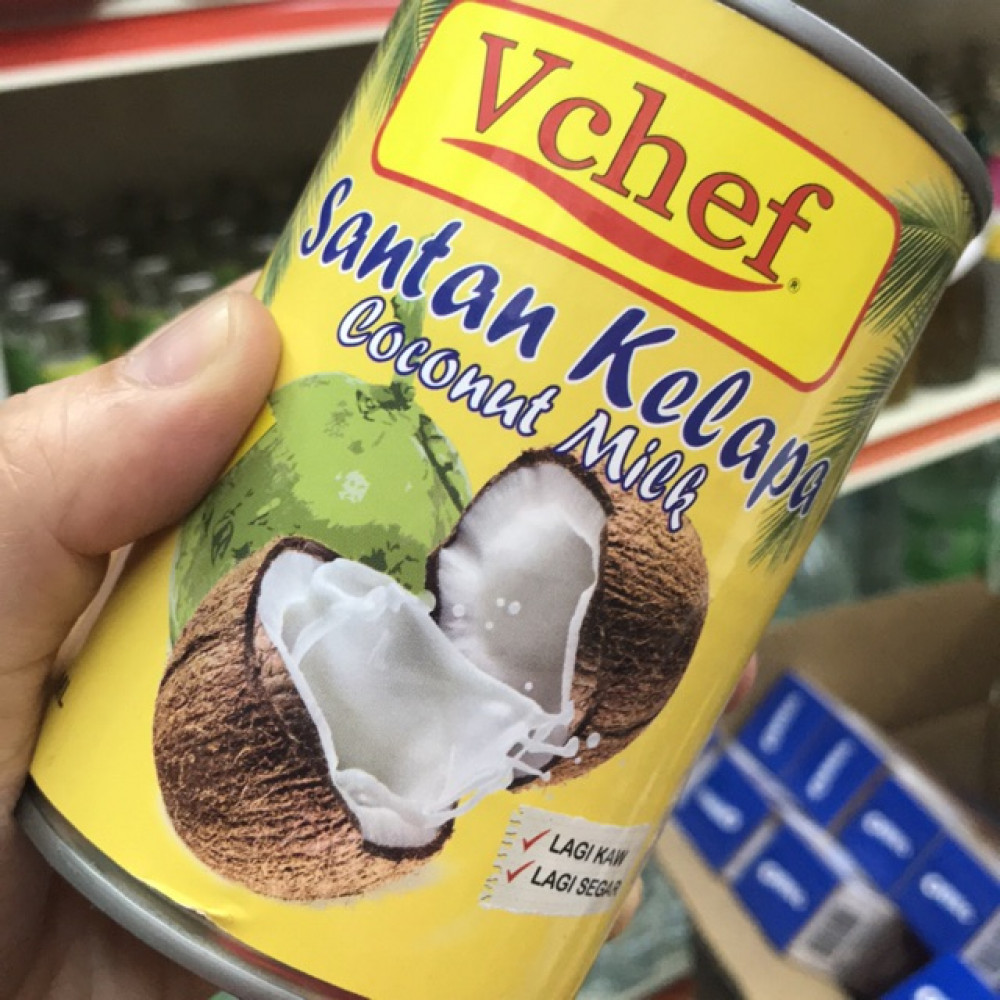 Vchef
®
Santan Kelapa
Coconut Milk
LAGI KAW
LAGI SEGAR